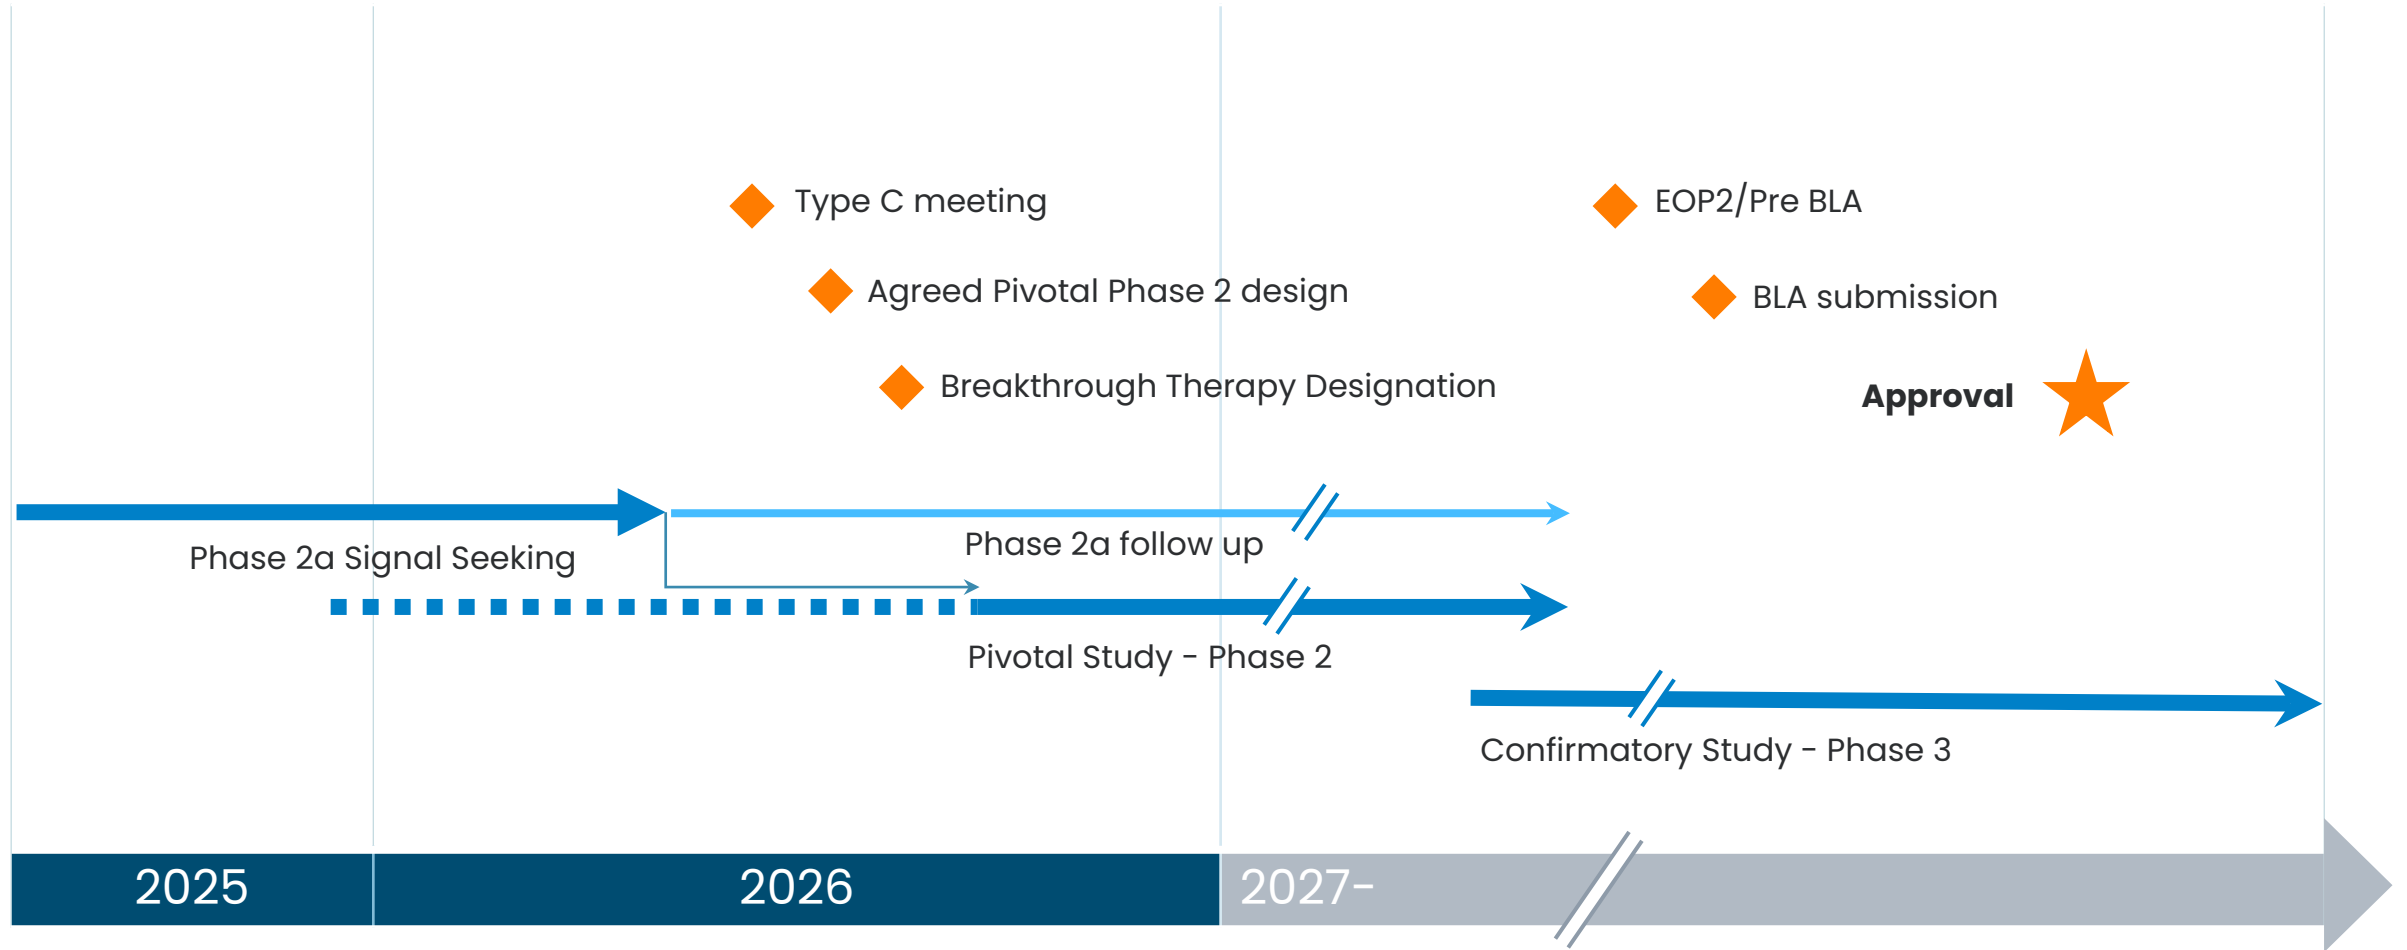 Type C meeting
EOP2/Pre BLA
Agreed Pivotal Phase 2 design
BLA submission
Breakthrough Therapy Designation
Approval
Phase 2a follow up
Phase 2a Signal Seeking
Pivotal Study - Phase 2
Confirmatory Study - Phase 3
2025
2026
2027-